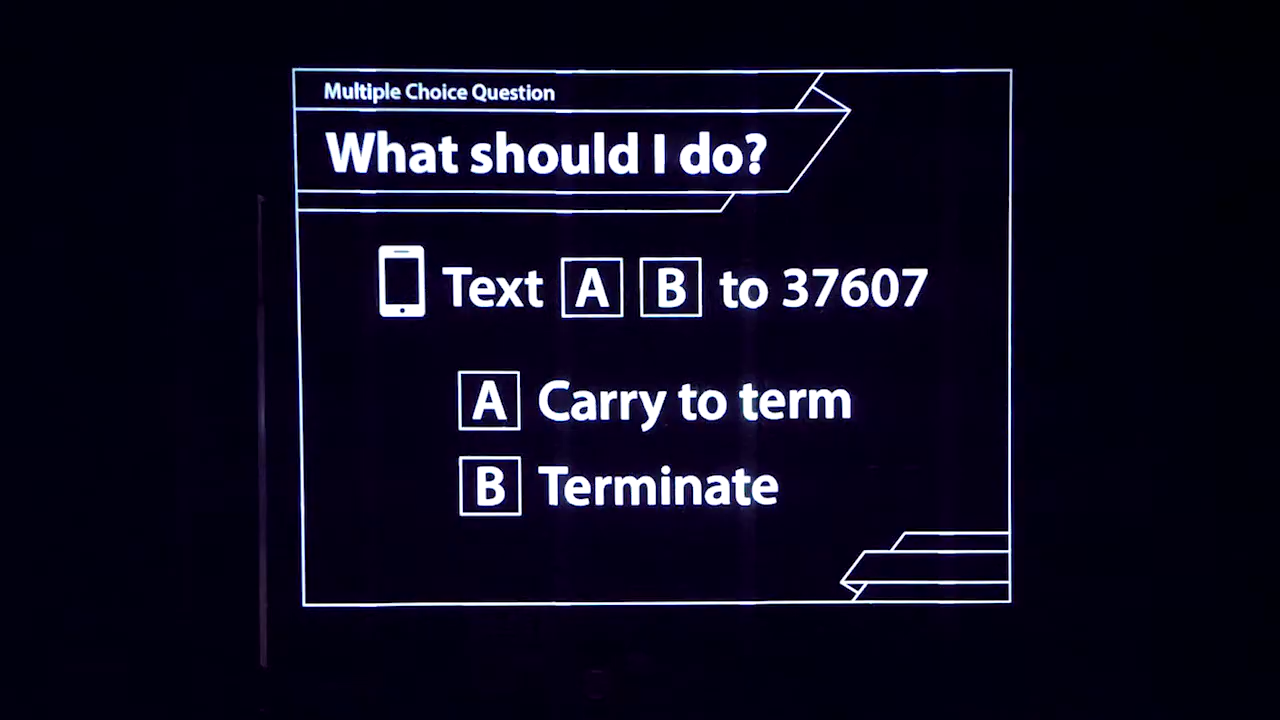 Multiple Choice Question
What should I do?
Text A B to 37607
A Carry to term
B Terminate